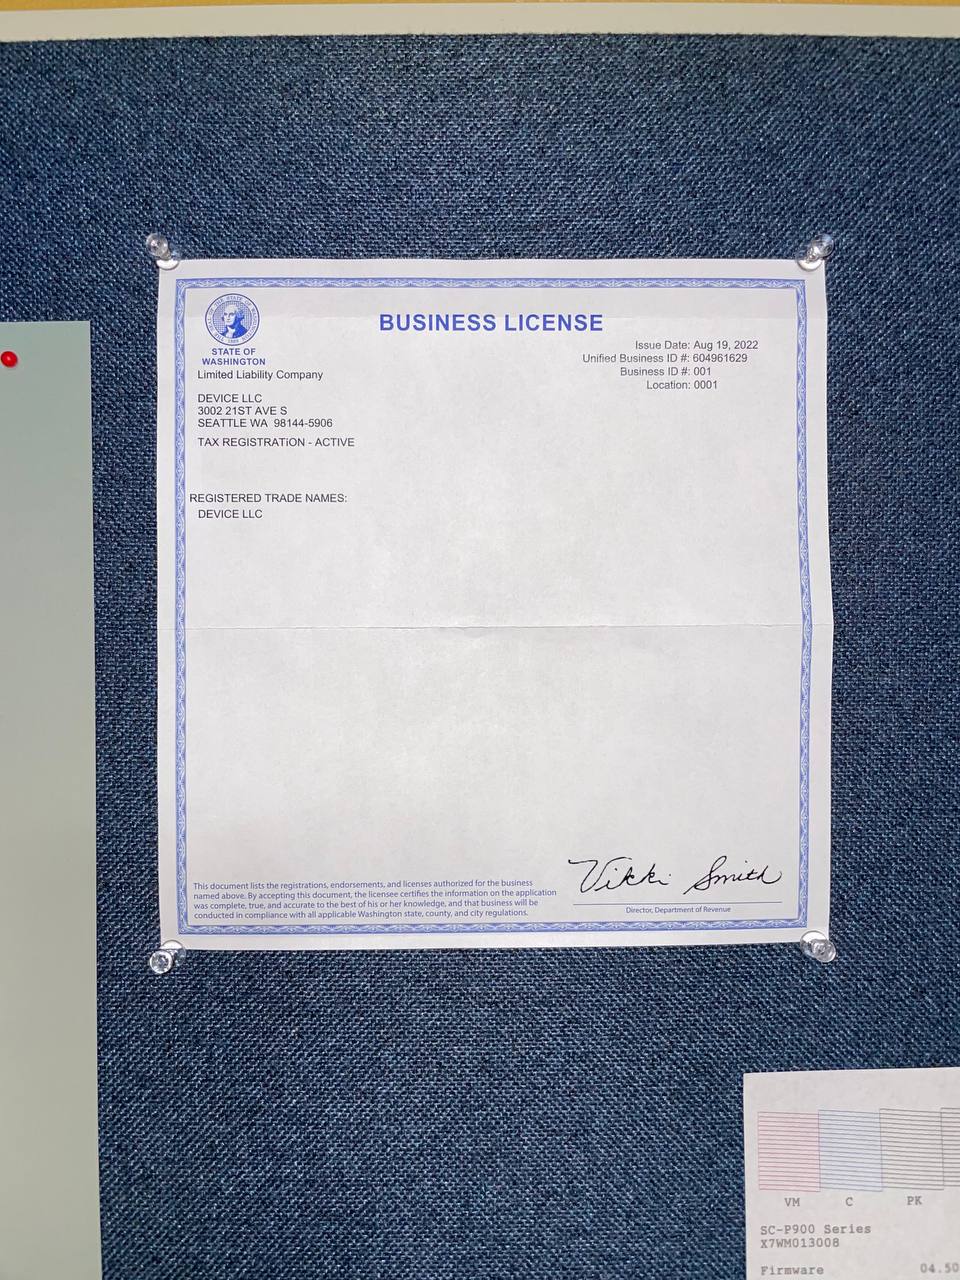 BUSINESS LICENSE
STATE OF
WASHINGTON
Limited Liability Company
Issue Date: Aug 19, 2022
Unified Business ID #: 604961629
Business ID #: 001
Location: 0001
DEVICE LLC
3002 21ST AVE S
SEATTLE WA 98144-5906
TAX REGISTRATION - ACTIVE
REGISTERED TRADE NAMES:
DEVICE LLC
This document lists the registrations, endorsements, and licenses authorized for the business
named above. By accepting this document, the licensee certifies the information on the application
was complete, true, and accurate to the best of his or her knowledge, and that business will be
conducted in compliance with all applicable Washington state, county, and city regulations.
Vikki Smith
Director, Department of Revenue
VM C PK
SC-P900 Series
X7WM013008
Firmware 04.50